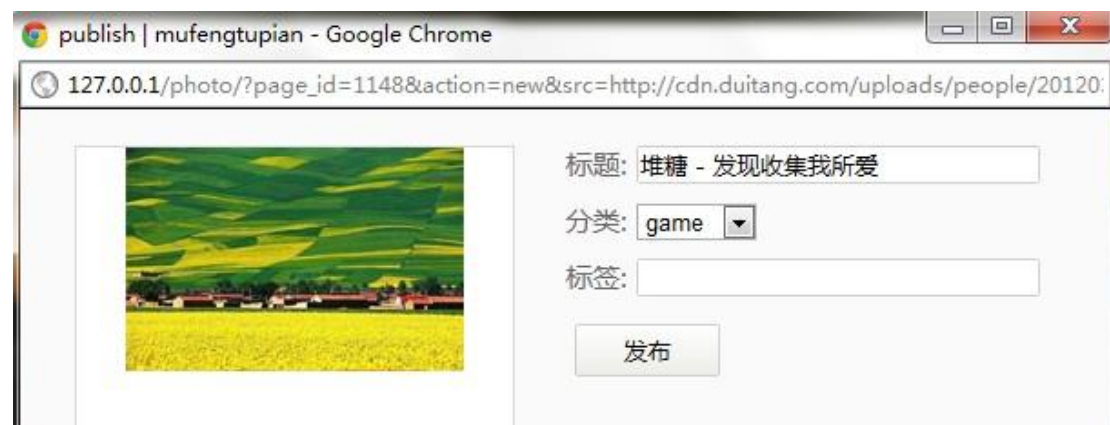 publish | mufengtupian - Google Chrome
127.0.0.1/photo/?page_id=1148&action=new&src=http://cdn.duitang.com/uploads/people/20120
标题: 堆糖 - 发现收集我所爱
分类: game
标签:
发布